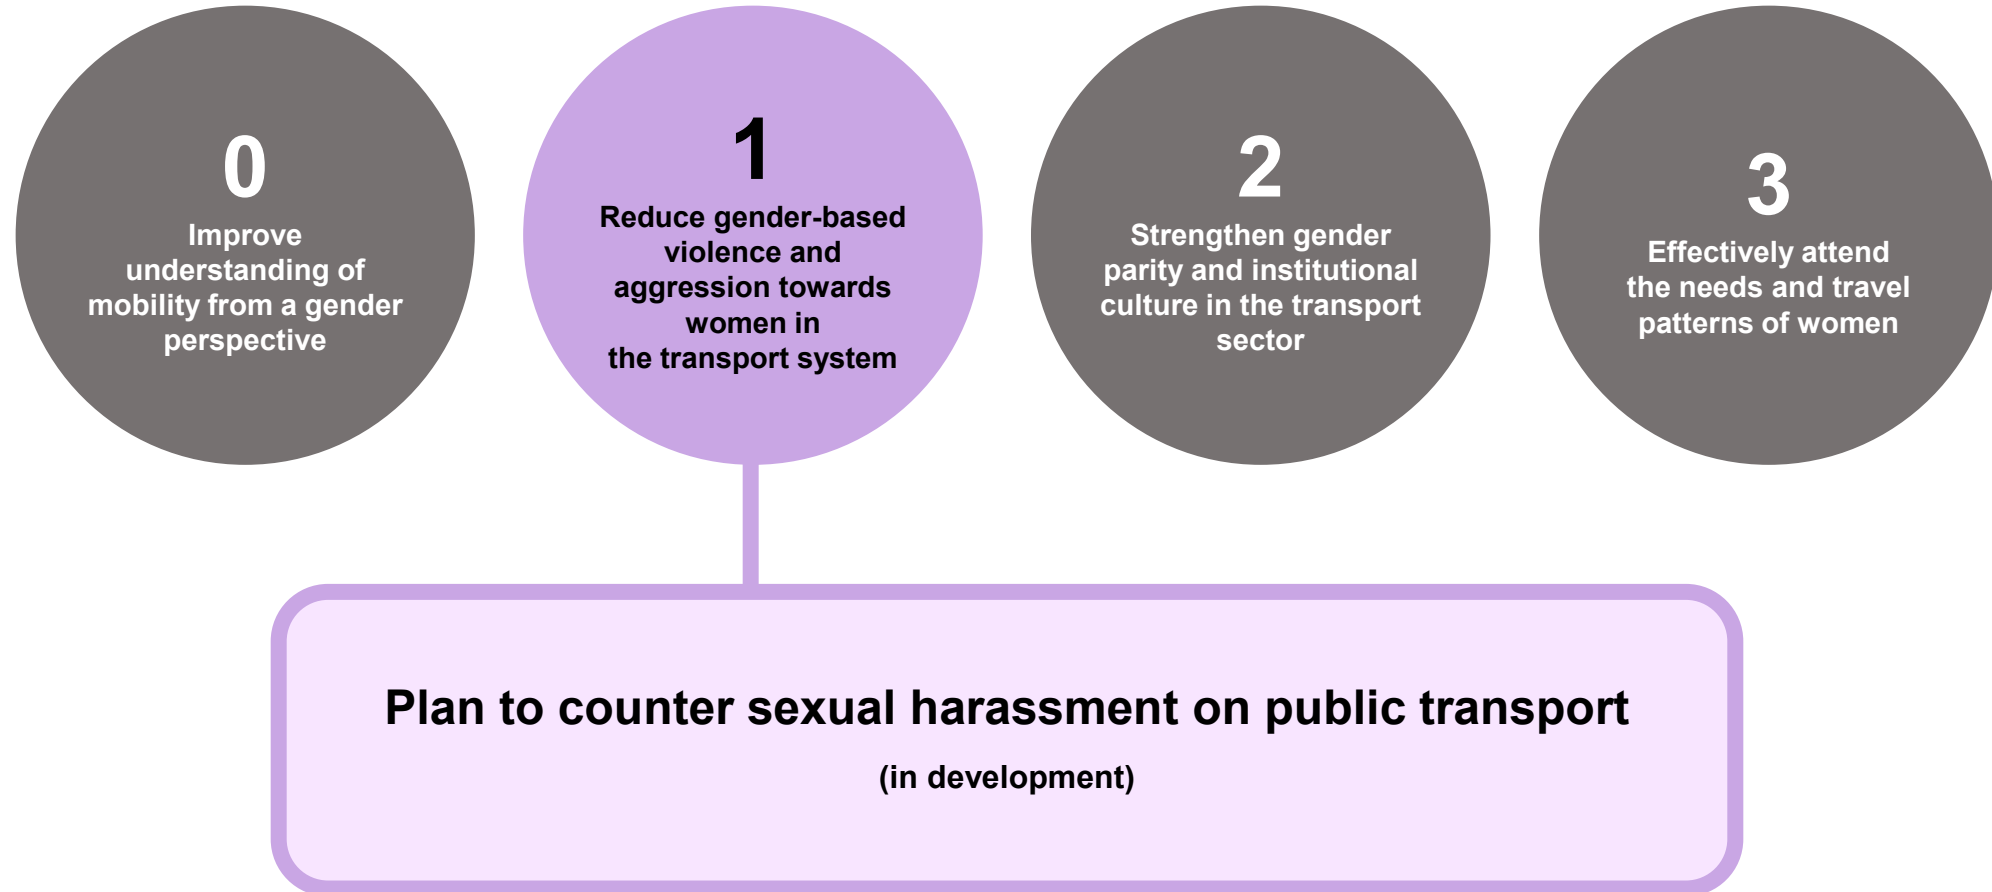 0
Improve
understanding of
mobility from a gender
perspective
1
Reduce gender-based
violence and
aggression towards
women in
the transport system
2
Strengthen gender
parity and institutional
culture in the transport
sector
3
Effectively attend
the needs and travel
patterns of women
Plan to counter sexual harassment on public transport
(in development)